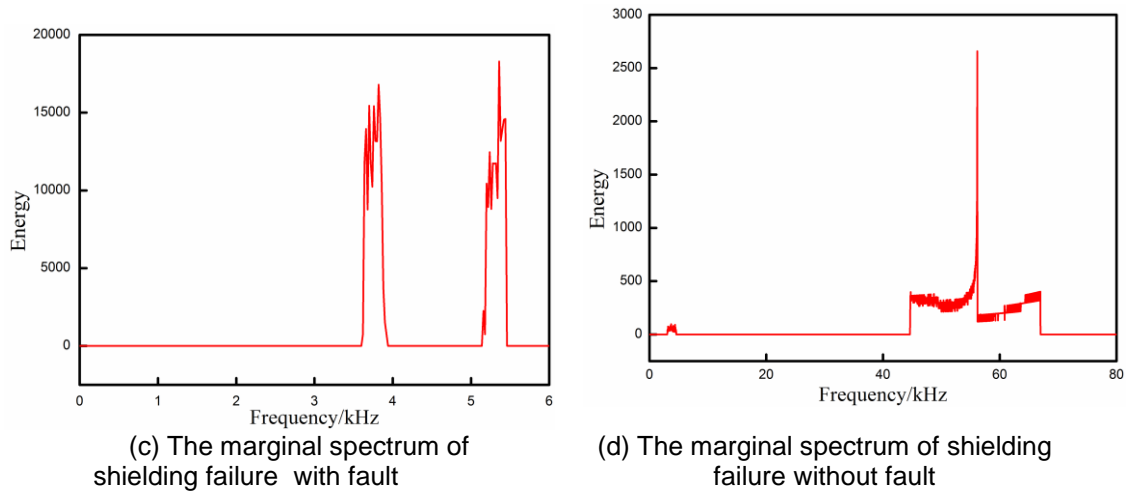 20000
15000
10000
5000
0
Energy
0 1 2 3 4 5 6
Frequency/kHz
(c) The marginal spectrum of
shielding failure with fault
3000
2500
2000
1500
1000
500
0
Energy
0 20 40 60 80
Frequency/kHz
(d) The marginal spectrum of shielding
failure without fault